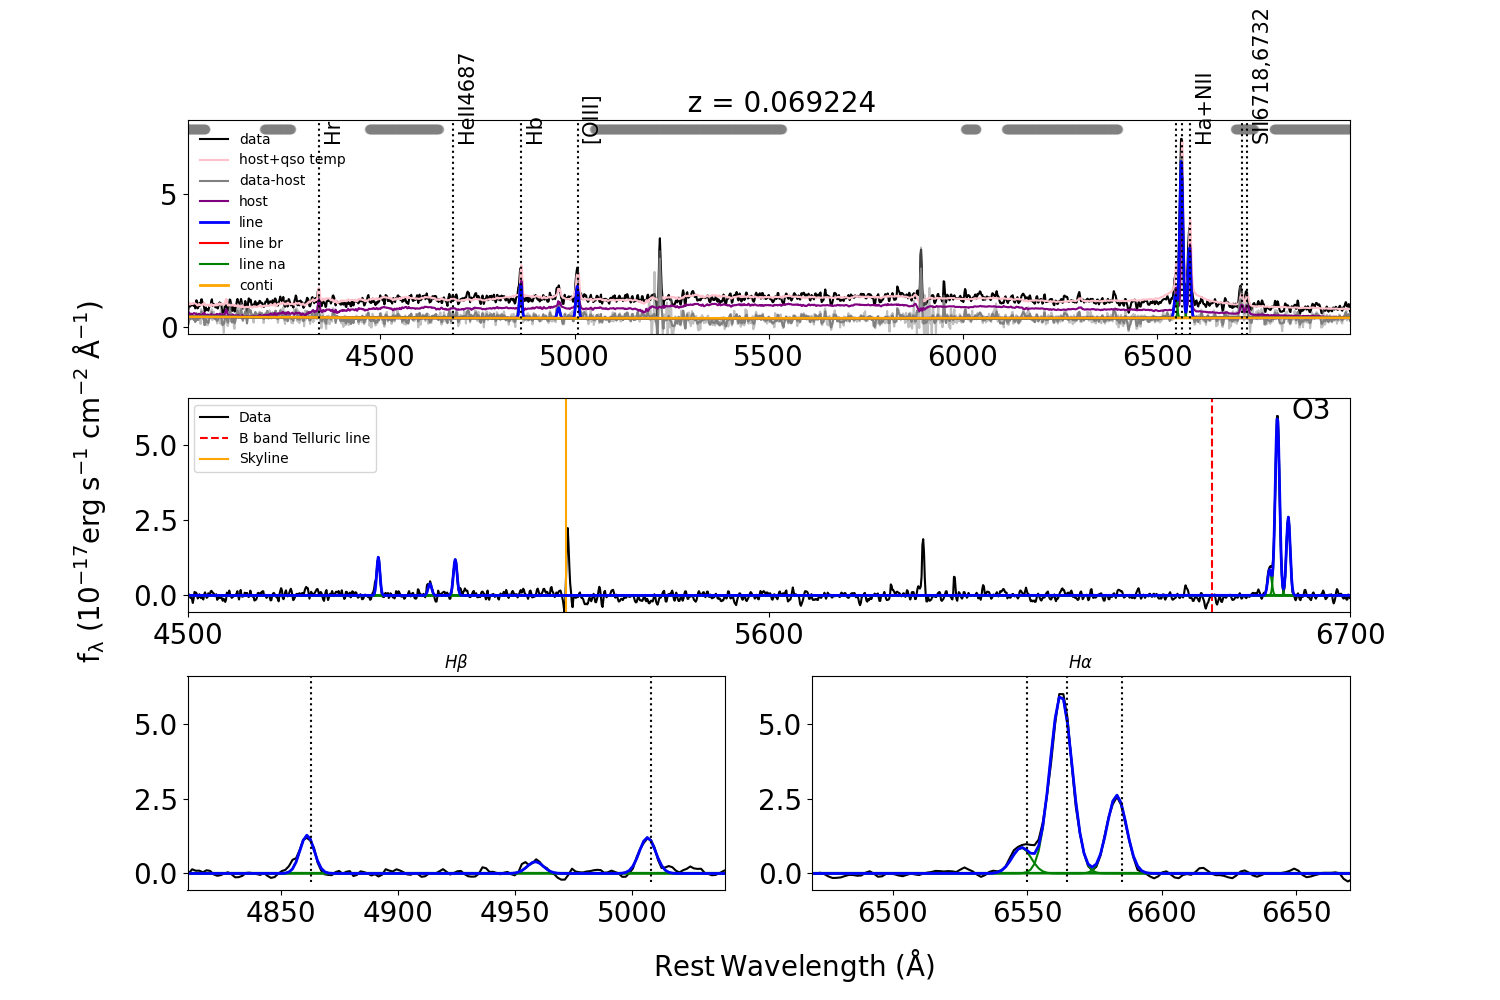 z = 0.069224
Hr
HeII4687
Hb
[OIII]
Ha+NII
SII6718,6732
data
host+qso temp
data-host
host
line
line br
line na
conti
5
0
4500 5000 5500 6000 6500
fλ (10⁻¹⁷erg s⁻¹ cm⁻² Å⁻¹)
Data
B band Telluric line
Skyline
O3
5.0
2.5
0.0
4500 5600 6700
Hβ
5.0
2.5
0.0
4850 4900 4950 5000
Hα
5.0
2.5
0.0
6500 6550 6600 6650
Rest Wavelength (Å)